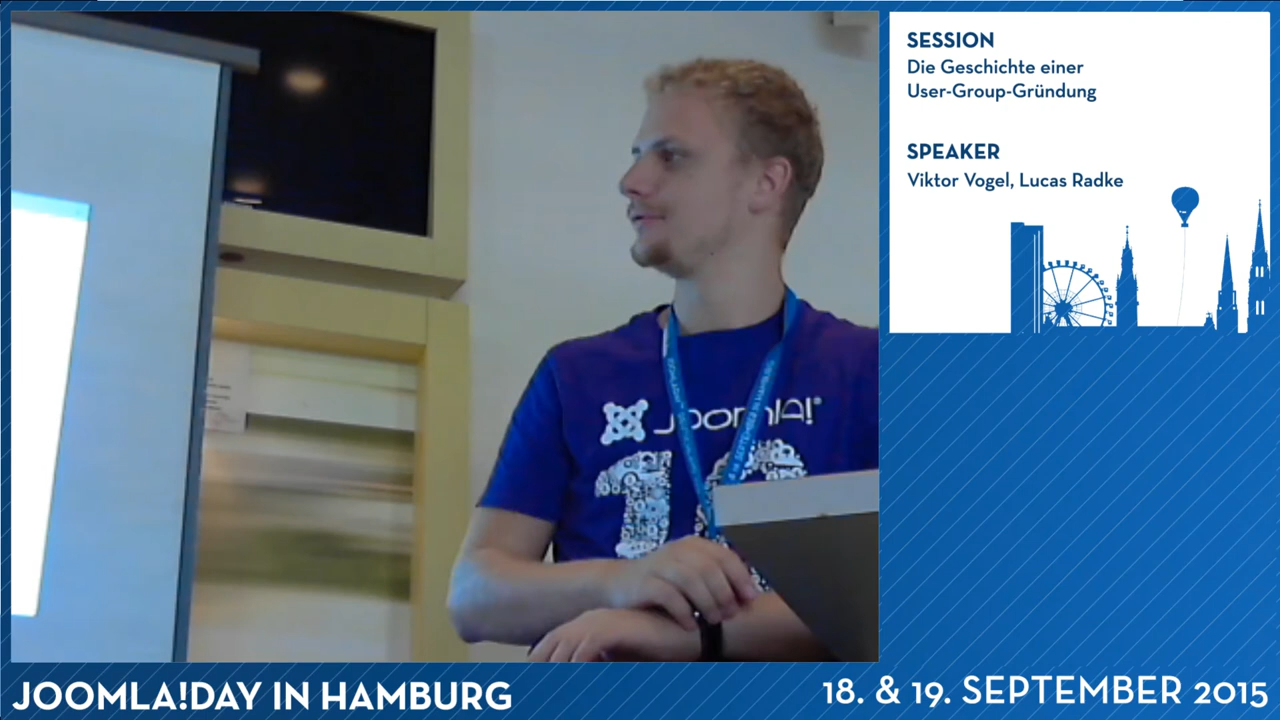 SESSION
Die Geschichte einer
User-Group-Gründung
SPEAKER
Viktor Vogel, Lucas Radke
Joomla!®
10
JOOMLA!DAY IN HAMBURG
18. & 19. SEPTEMBER 2015